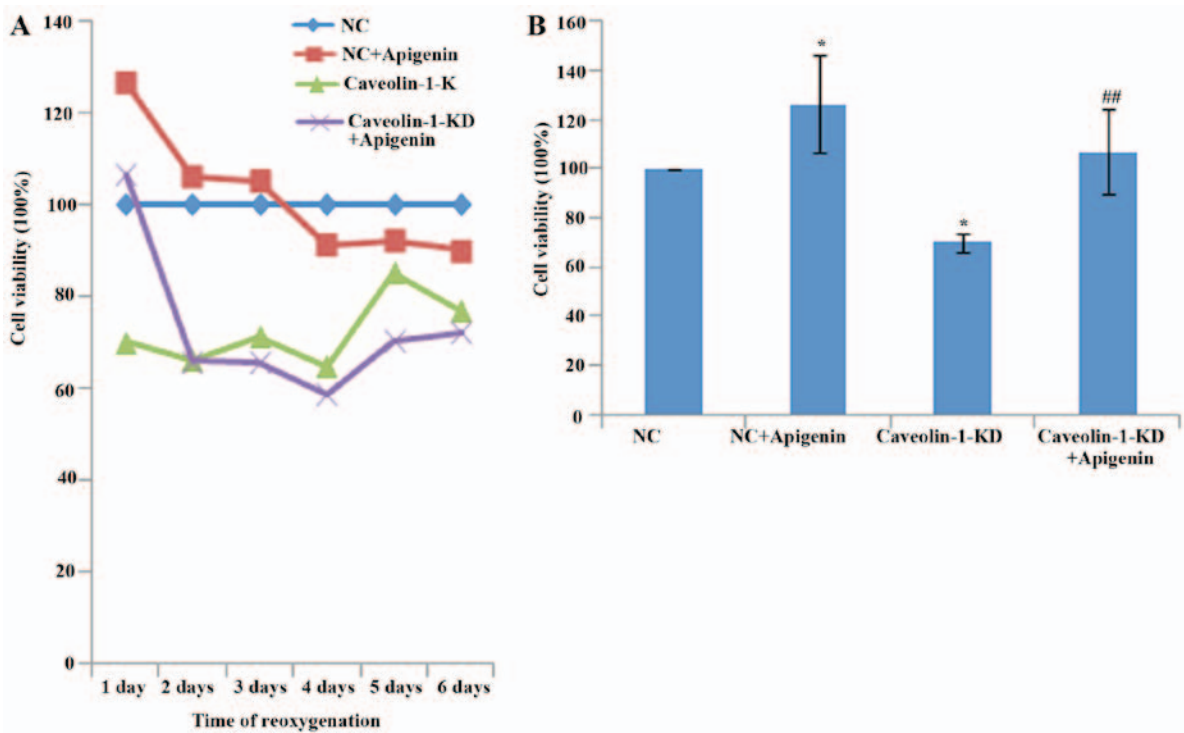 A
140
120
100
80
60
40
20
0
Cell viability (100%)
NC
NC+Apigenin
Caveolin-1-K
Caveolin-1-KD
+Apigenin
1 day 2 days 3 days 4 days 5 days 6 days
Time of reoxygenation
B
160
140
120
100
80
60
40
20
0
Cell viability (100%)
*
*
##
NC NC+Apigenin Caveolin-1-KD Caveolin-1-KD
+Apigenin